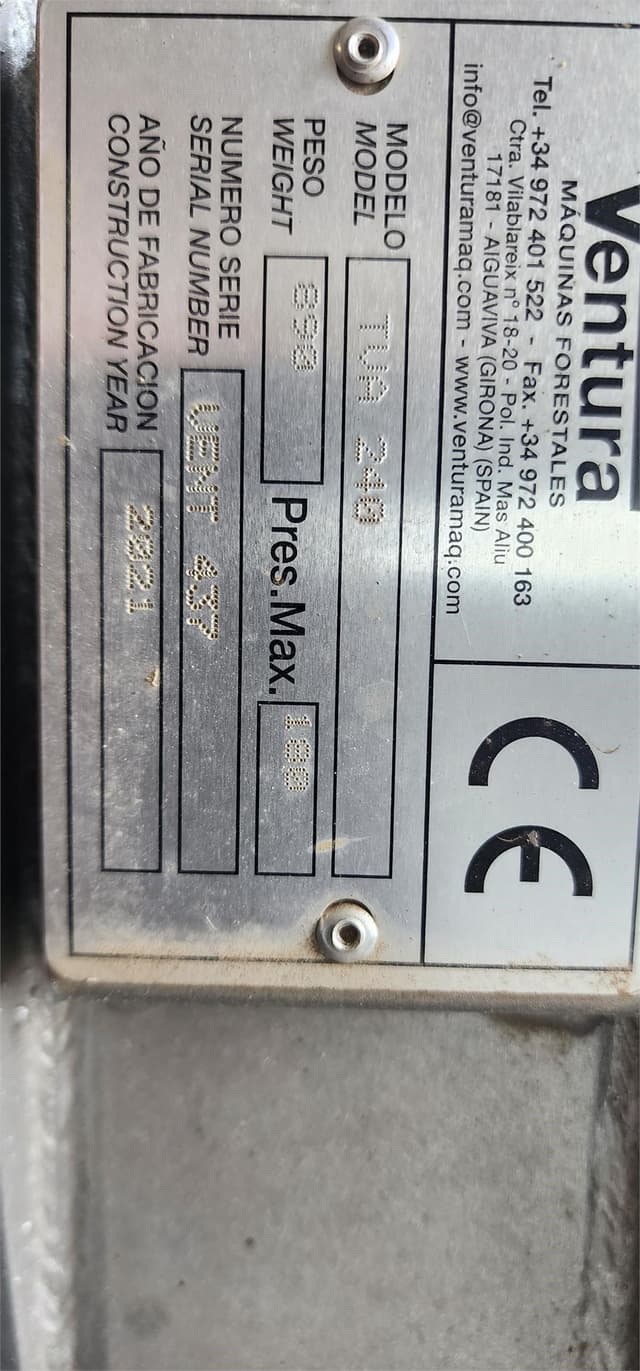 Ventura
MÁQUINAS FORESTALES
Tel. +34 972 401 522 - Fax. +34 972 400 163
Ctra. Vilablareix nº 18-20 - Pol. Ind. Mas Aliu
17181 - AIGUAVIVA (GIRONA) (SPAIN)
info@venturamaq.com - www.venturamaq.com
CE
MODELO
MODEL TVA 240
PESO
WEIGHT 890 Pres.Max. 180
NUMERO SERIE
SERIAL NUMBER VEMT 437
AÑO DE FABRICACION
CONSTRUCTION YEAR 2021